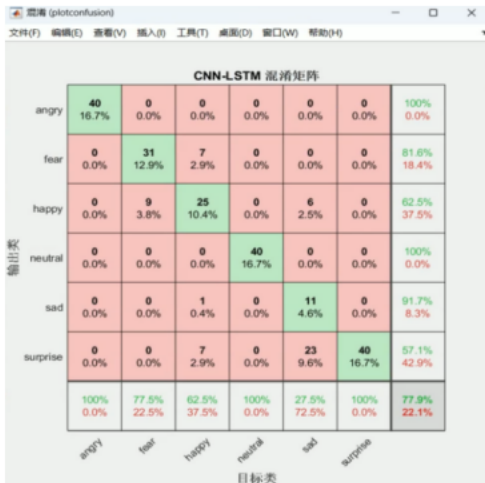 混淆 (plotconfusion)
文件(F) 编辑(E) 查看(V) 插入(I) 工具(T) 桌面(D) 窗口(W) 帮助(H)
CNN-LSTM 混淆矩阵
angry 40 0 0 0 0 0 100%
16.7% 0.0% 0.0% 0.0% 0.0% 0.0% 0.0%
fear 0 31 7 0 0 0 81.6%
0.0% 12.9% 2.9% 0.0% 0.0% 0.0% 18.4%
happy 0 9 25 0 6 0 62.5%
0.0% 3.8% 10.4% 0.0% 2.5% 0.0% 37.5%
neutral 0 0 0 40 0 0 100%
0.0% 0.0% 0.0% 16.7% 0.0% 0.0% 0.0%
sad 0 0 1 0 11 0 91.7%
0.0% 0.0% 0.4% 0.0% 4.6% 0.0% 8.3%
surprise 0 0 7 0 23 40 57.1%
0.0% 0.0% 2.9% 0.0% 9.6% 16.7% 42.9%
100% 77.5% 62.5% 100% 27.5% 100% 77.9%
0.0% 22.5% 37.5% 0.0% 72.5% 0.0% 22.1%
angry fear happy neutral sad surprise
目标类
输出类